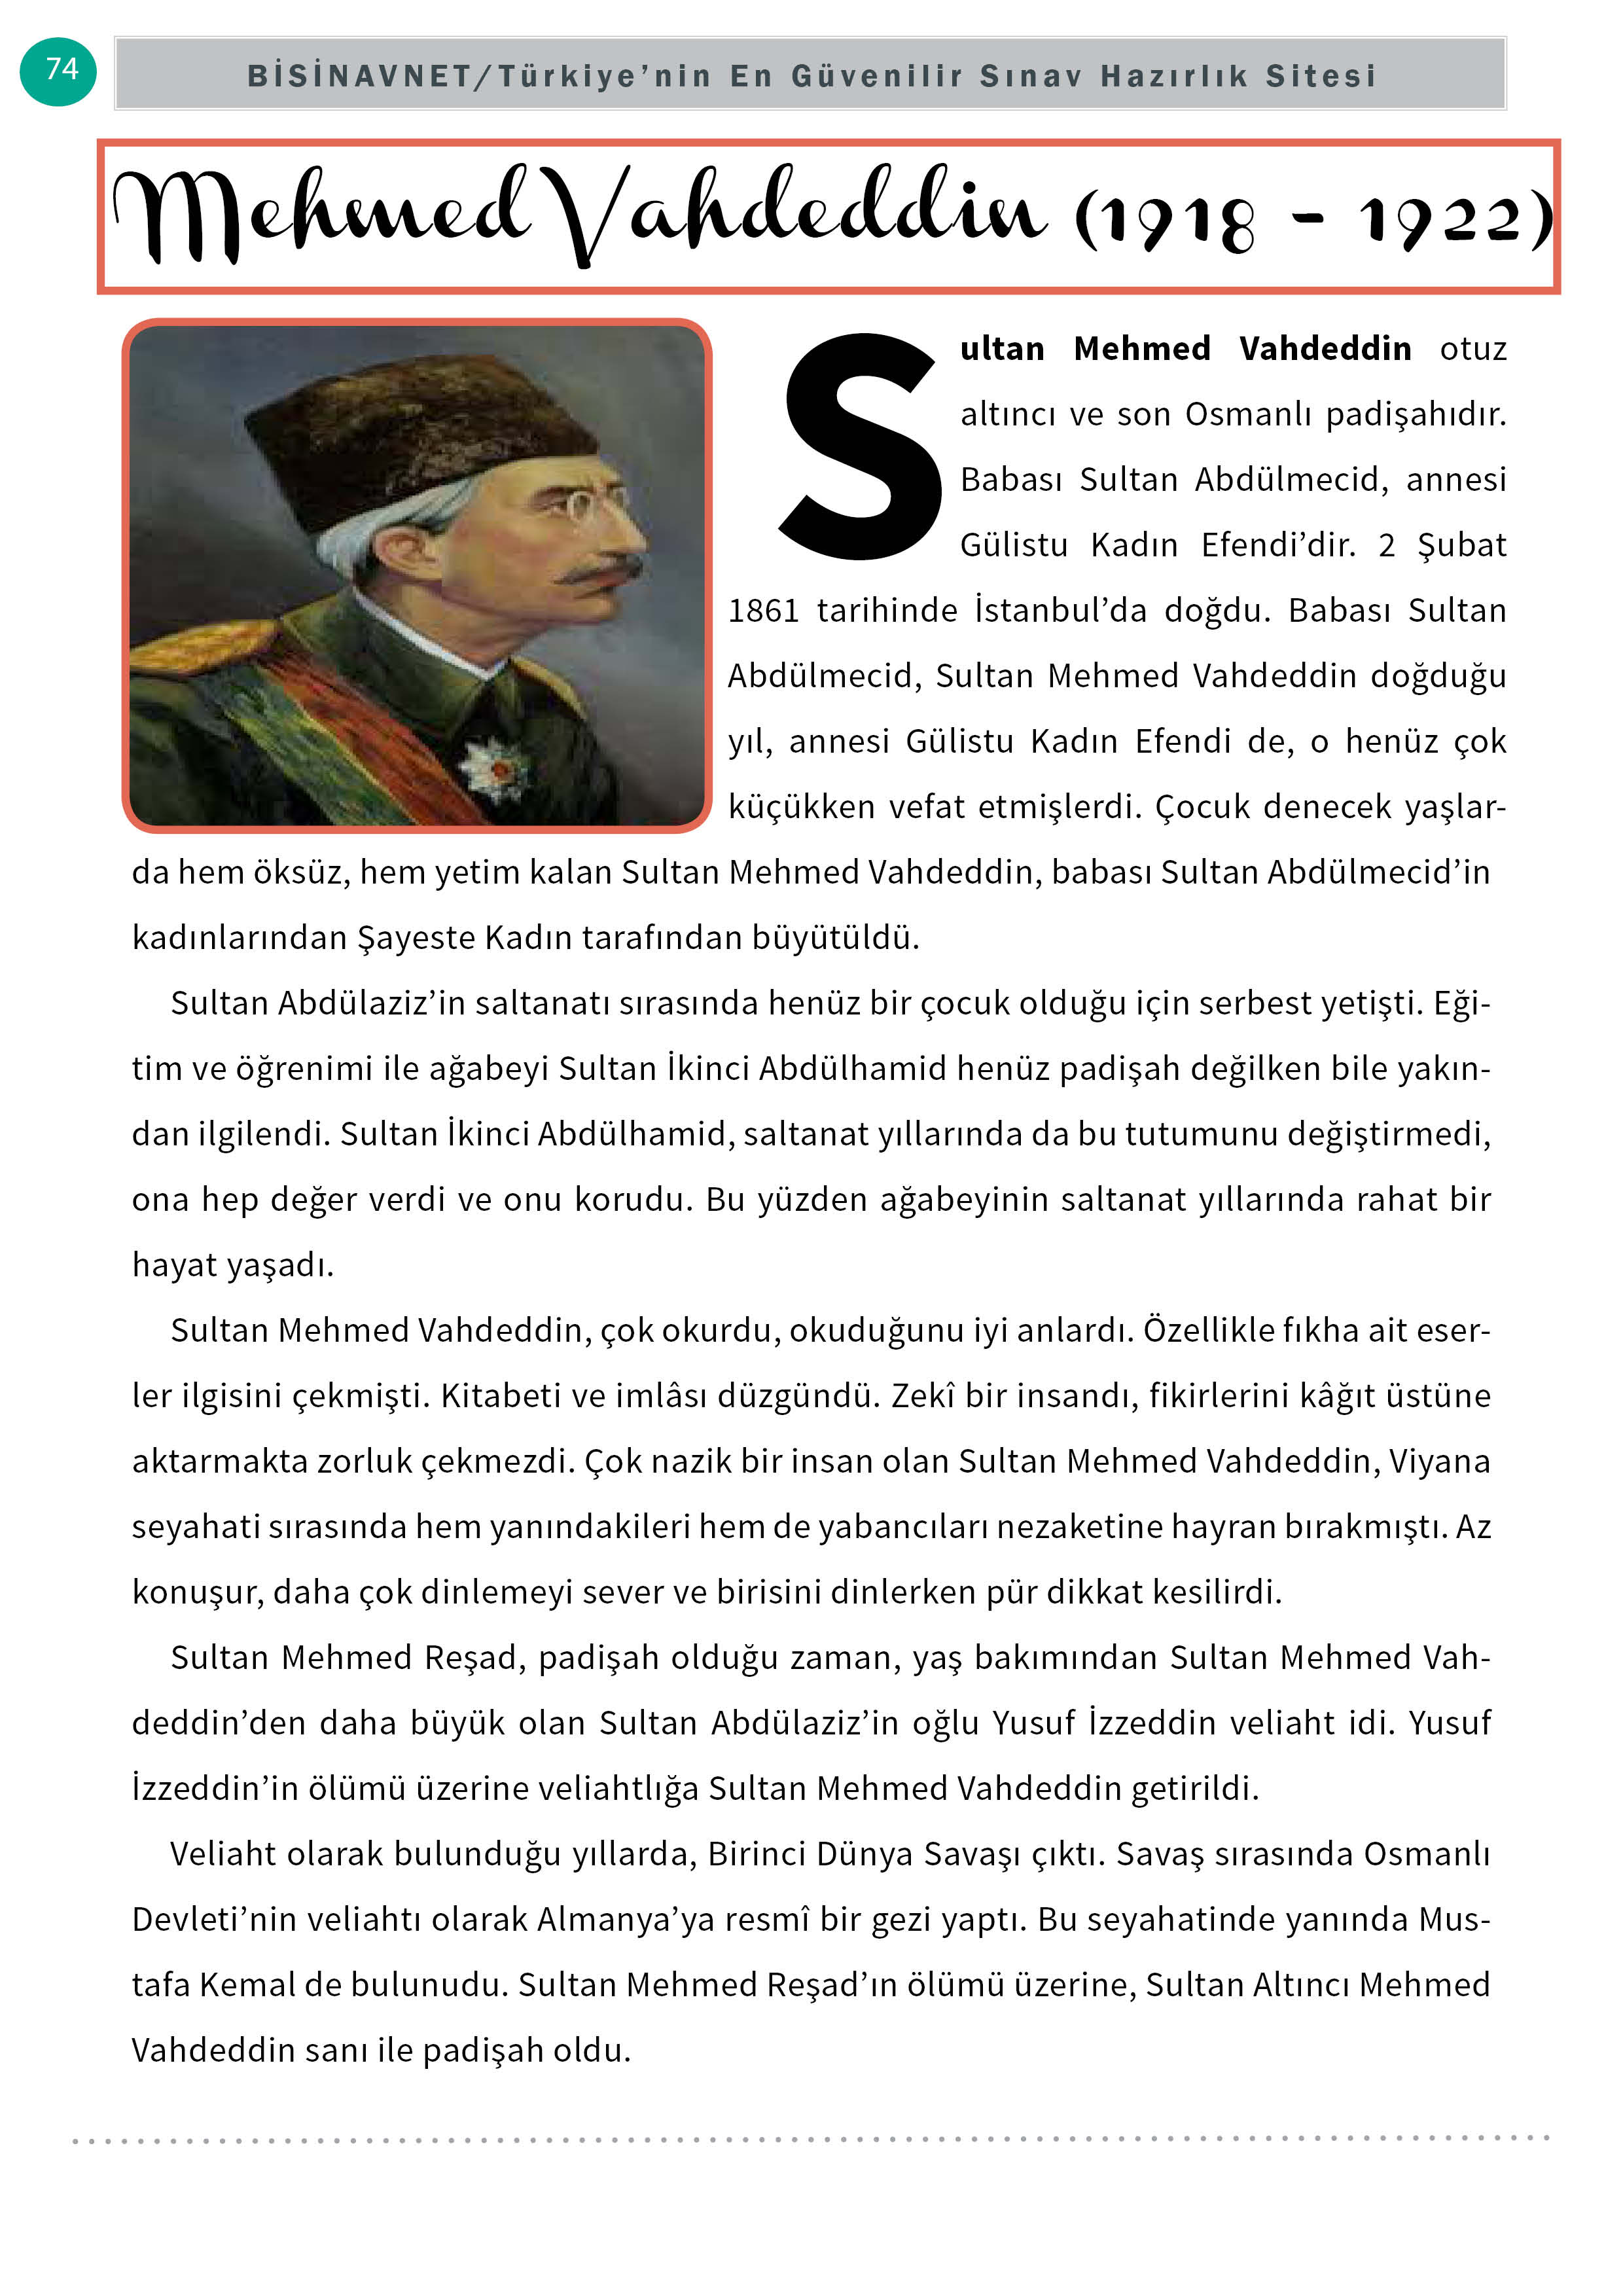 74
BİSİNAVNET/Türkiye’nin En Güvenilir Sınav Hazırlık Sitesi
Mehmed Vahdeddin (1918 - 1922)
Sultan Mehmed Vahdeddin otuz
altıncı ve son Osmanlı padişahıdır.
Babası Sultan Abdülmecid, annesi
Gülistu Kadın Efendi’dir. 2 Şubat
1861 tarihinde İstanbul’da doğdu. Babası Sultan
Abdülmecid, Sultan Mehmed Vahdeddin doğduğu
yıl, annesi Gülistu Kadın Efendi de, o henüz çok
küçükken vefat etmişlerdi. Çocuk denecek yaşlar-
da hem öksüz, hem yetim kalan Sultan Mehmed Vahdeddin, babası Sultan Abdülmecid’in
kadınlarından Şayeste Kadın tarafından büyütüldü.
Sultan Abdülaziz’in saltanatı sırasında henüz bir çocuk olduğu için serbest yetişti. Eği-
tim ve öğrenimi ile ağabeyi Sultan İkinci Abdülhamid henüz padişah değilken bile yakın-
dan ilgilendi. Sultan İkinci Abdülhamid, saltanat yıllarında da bu tutumunu değiştirmedi,
ona hep değer verdi ve onu korudu. Bu yüzden ağabeyinin saltanat yıllarında rahat bir
hayat yaşadı.
Sultan Mehmed Vahdeddin, çok okurdu, okuduğunu iyi anlardı. Özellikle fıkha ait eser-
ler ilgisini çekmişti. Kitabeti ve imlâsı düzgündü. Zekî bir insandı, fikirlerini kâğıt üstüne
aktarmakta zorluk çekmezdi. Çok nazik bir insan olan Sultan Mehmed Vahdeddin, Viyana
seyahati sırasında hem yanındakileri hem de yabancıları nezaketine hayran bırakmıştı. Az
konuşur, daha çok dinlemeyi sever ve birisini dinlerken pür dikkat kesilirdi.
Sultan Mehmed Reşad, padişah olduğu zaman, yaş bakımından Sultan Mehmed Vah-
deddin’den daha büyük olan Sultan Abdülaziz’in oğlu Yusuf İzzeddin veliaht idi. Yusuf
İzzeddin’in ölümü üzerine veliahtlığa Sultan Mehmed Vahdeddin getirildi.
Veliaht olarak bulunduğu yıllarda, Birinci Dünya Savaşı çıktı. Savaş sırasında Osmanlı
Devleti’nin veliahtı olarak Almanya’ya resmî bir gezi yaptı. Bu seyahatinde yanında Mus-
tafa Kemal de bulunudu. Sultan Mehmed Reşad’ın ölümü üzerine, Sultan Altıncı Mehmed
Vahdeddin sanı ile padişah oldu.